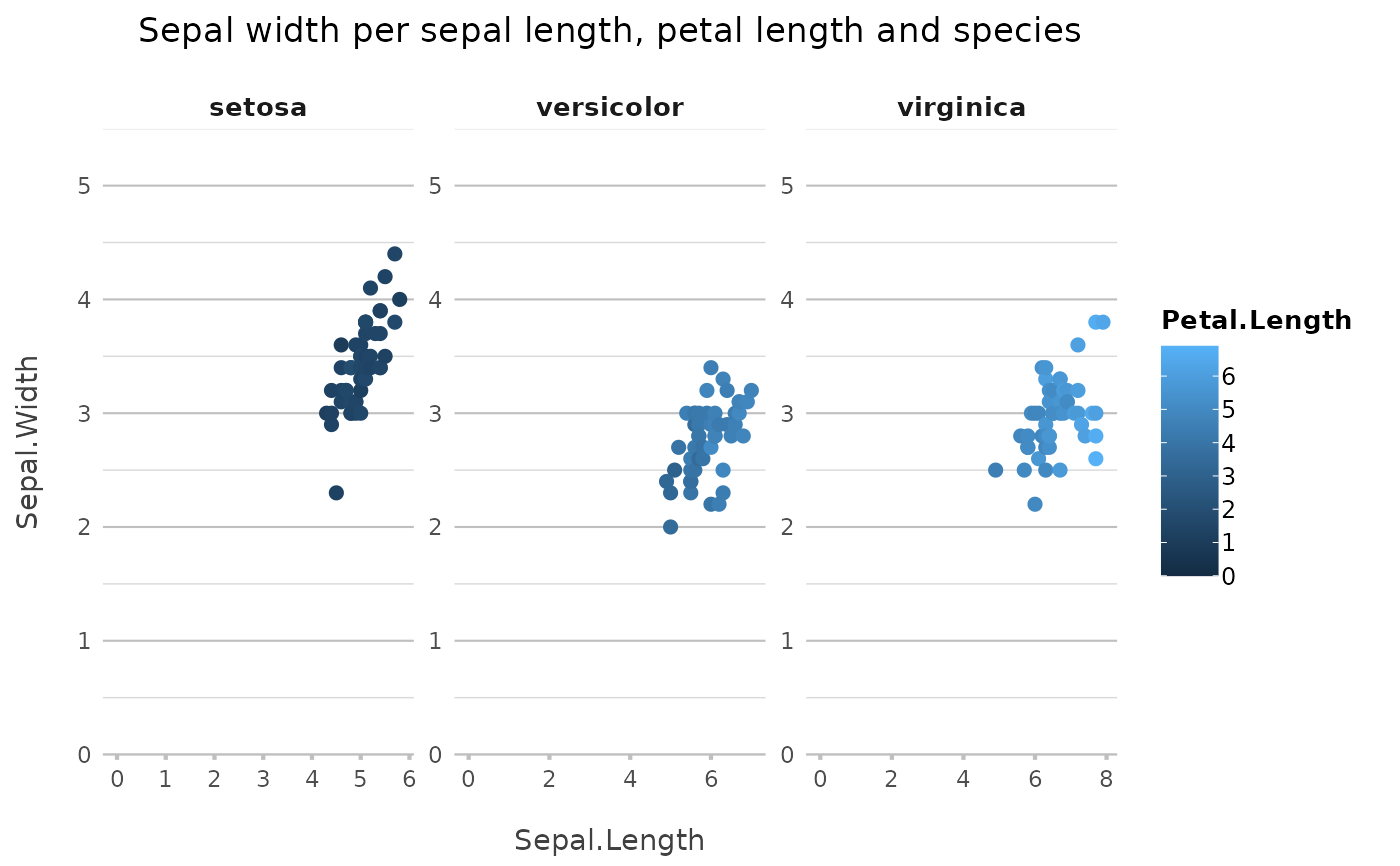 Sepal width per sepal length, petal length and species
setosa versicolor virginica
5 5 5
4 4 4
3 3 3
2 2 2
1 1 1
0 0 0
0 1 2 3 4 5 6 0 2 4 6 0 2 4 6 8
Sepal.Width
Sepal.Length
Petal.Length
6
5
4
3
2
1
0